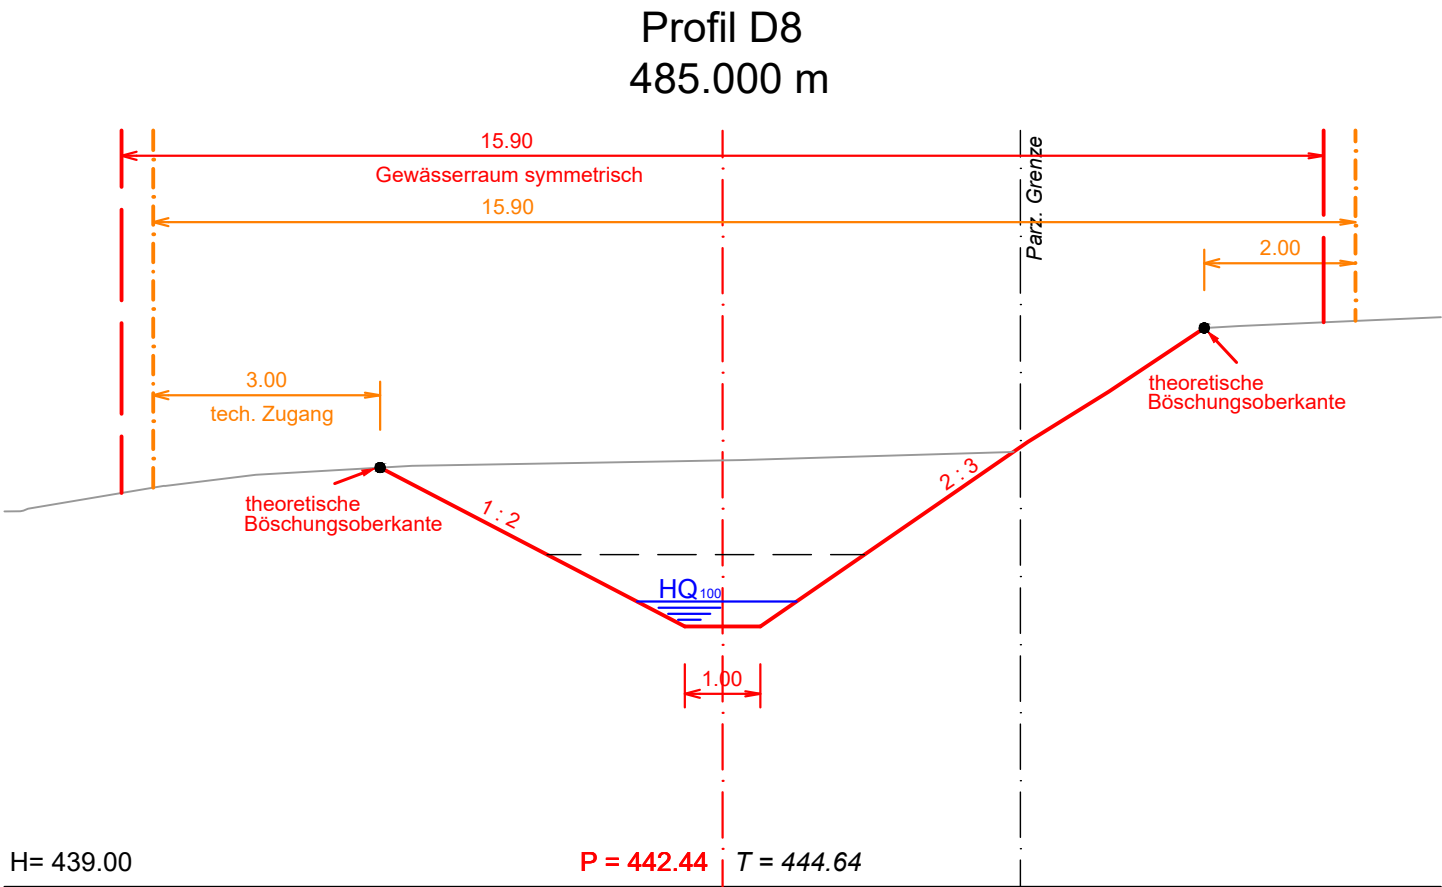 Profil D8
485.000 m
15.90
Gewässerraum symmetrisch
15.90
Parz. Grenze
2.00
3.00
tech. Zugang
theoretische
Böschungsoberkante
theoretische
Böschungsoberkante
1 : 2
2 : 3
HQ100
1.00
H= 439.00
P = 442.44
T = 444.64